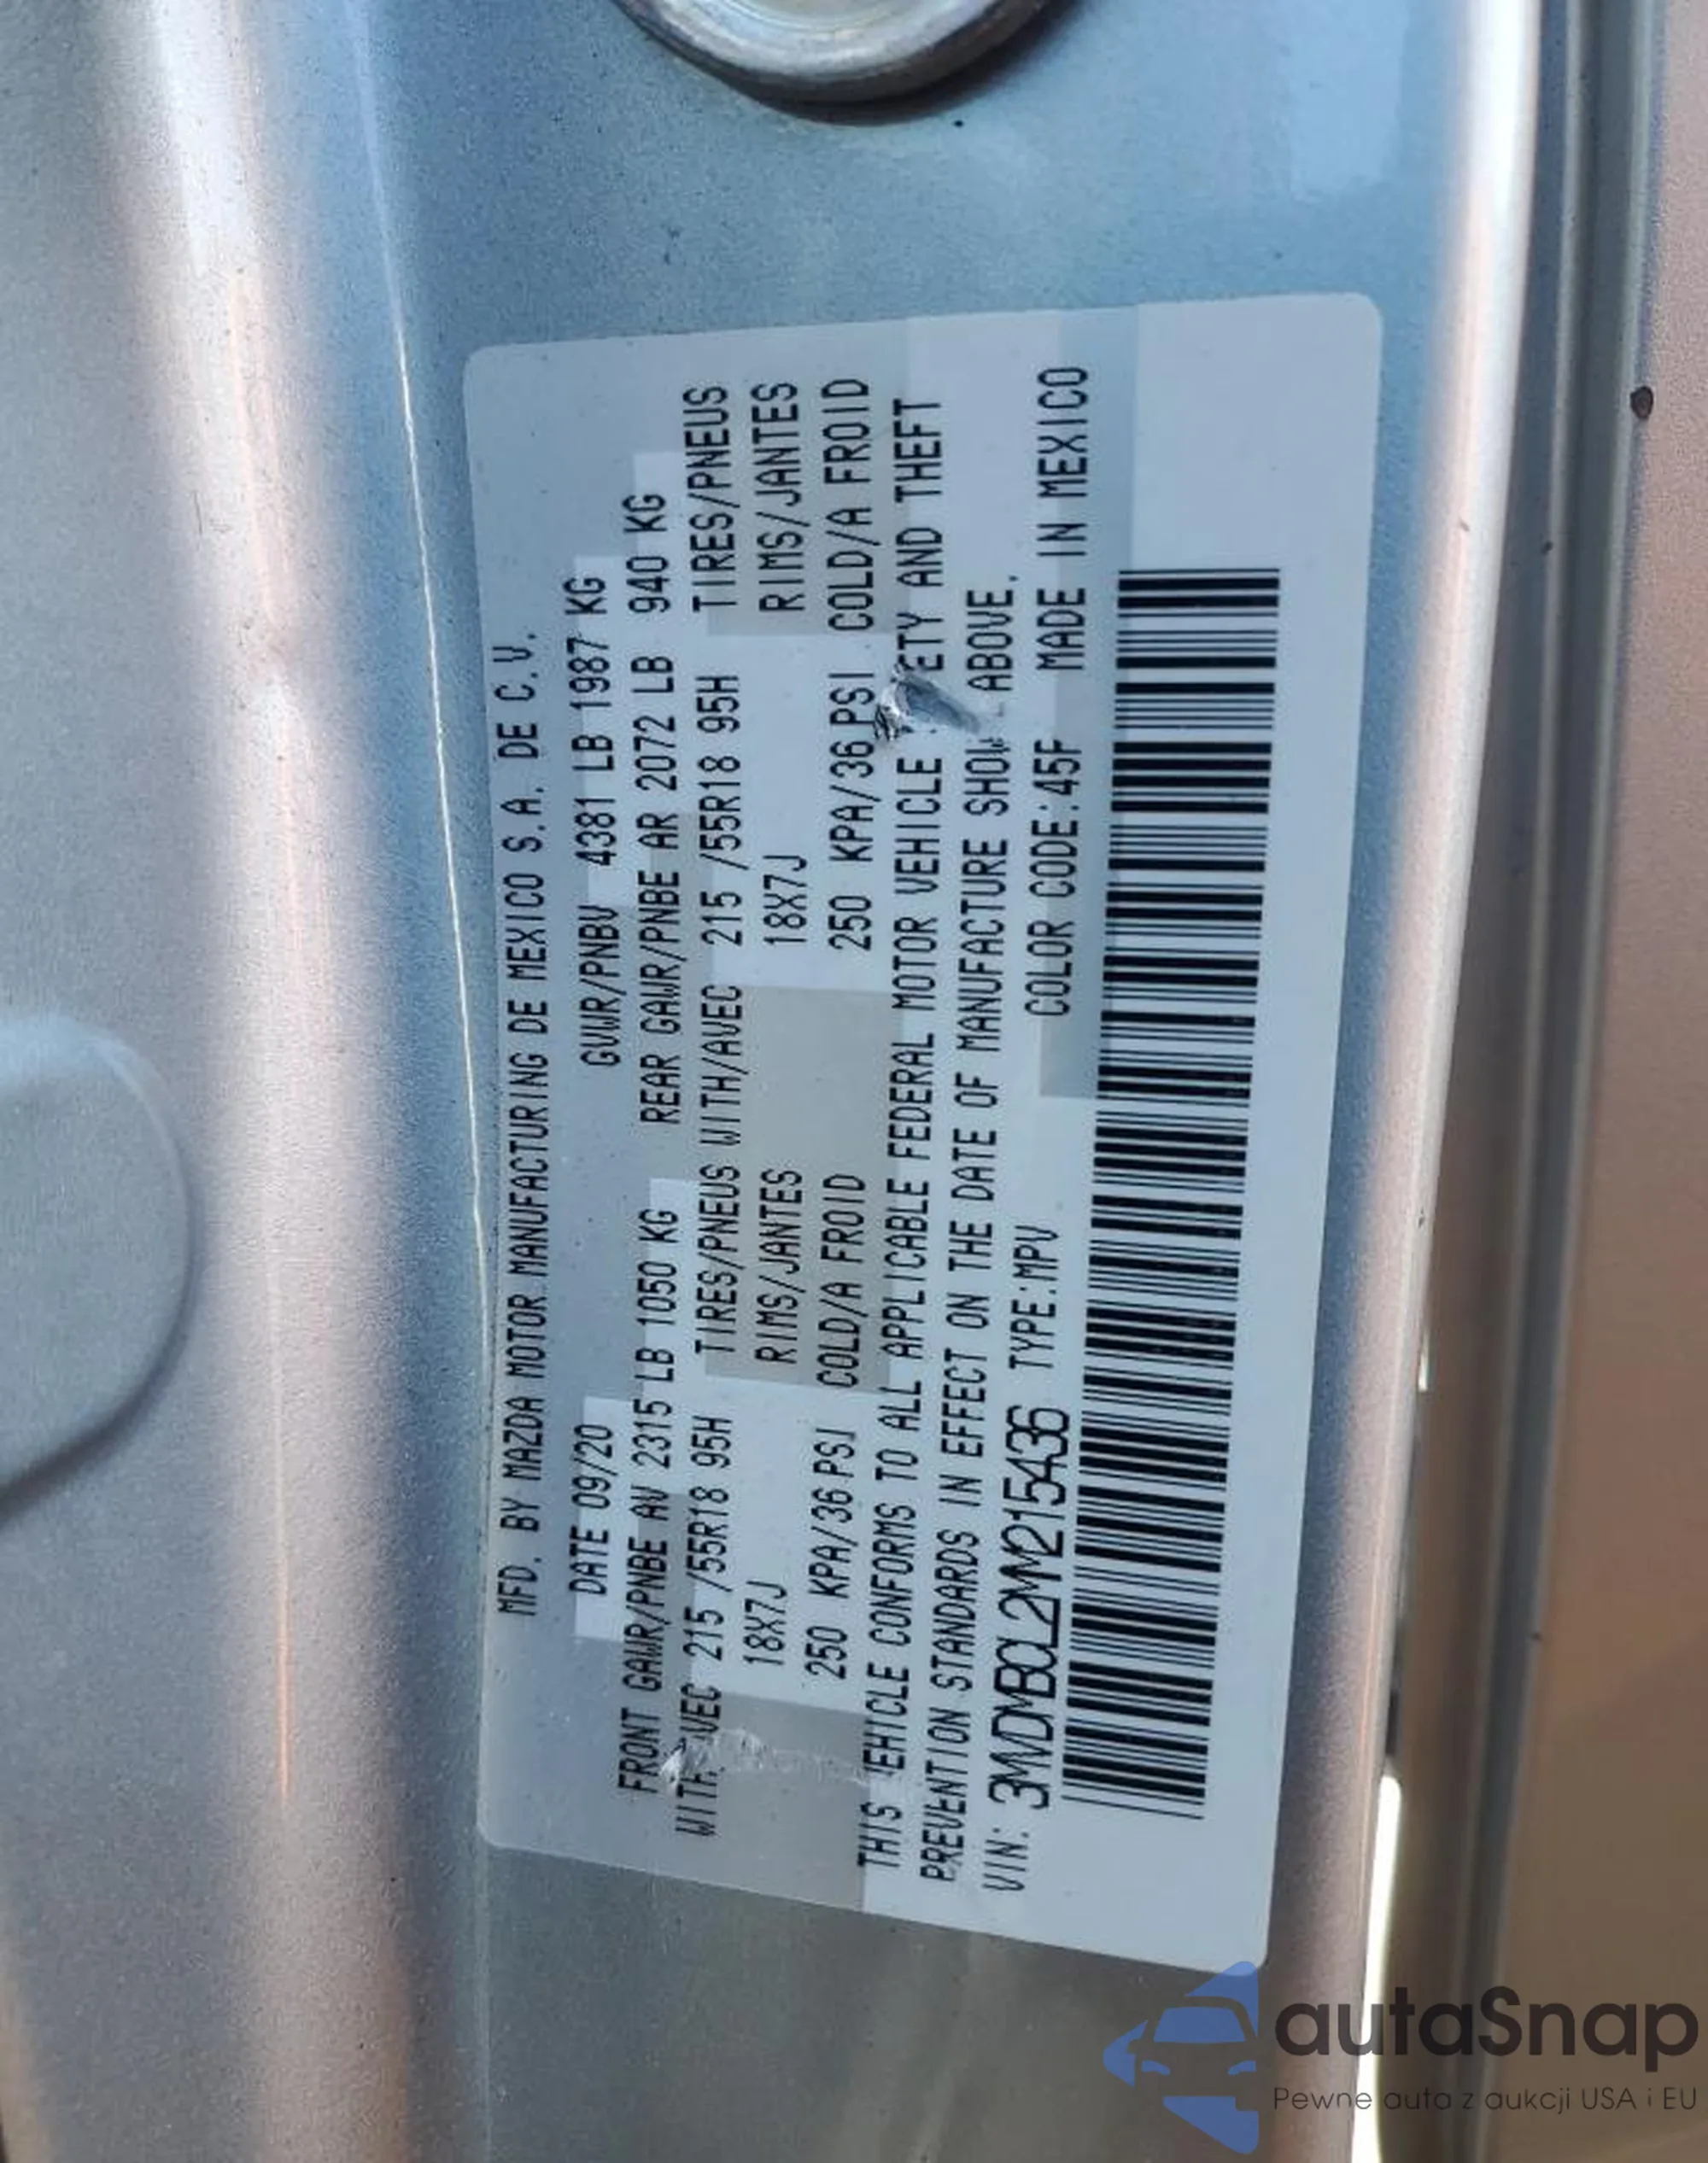 MFD. BY MAZDA MOTOR MANUFACTURING DE MEXICO S.A. DE C.V.
DATE 09/20 GVWR/PNBV 4381 LB 1987 KG
FRONT GAWR/PNBE AV 2315 LB 1050 KG REAR GAWR/PNBE AR 2072 LB 940 KG TIRES/PNEUS
215 /55R18 95H TIRES/PNEUS WITH/AVEC 215 /55R18 95H
18X7J RIMS/JANTES 18X7J RIMS/JANTES
250 KPA/36 PSI COLD/A FROID 250 KPA/36 PSI COLD/A FROID
THIS VEHICLE CONFORMS TO ALL APPLICABLE FEDERAL MOTOR VEHICLE AND THEFT
PREVENTION STANDARDS IN EFFECT ON THE DATE OF MANUFACTURE SHOWN ABOVE.
VIN: 3MVDMBCL2MM215436 TYPE:MPV COLOR CODE:45F MADE IN MEXICO
autaSnap
Pewne auta z aukcji USA i EU